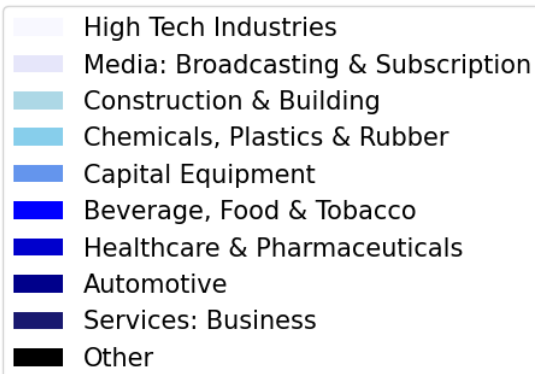 High Tech Industries
Media: Broadcasting & Subscription
Construction & Building
Chemicals, Plastics & Rubber
Capital Equipment
Beverage, Food & Tobacco
Healthcare & Pharmaceuticals
Automotive
Services: Business
Other